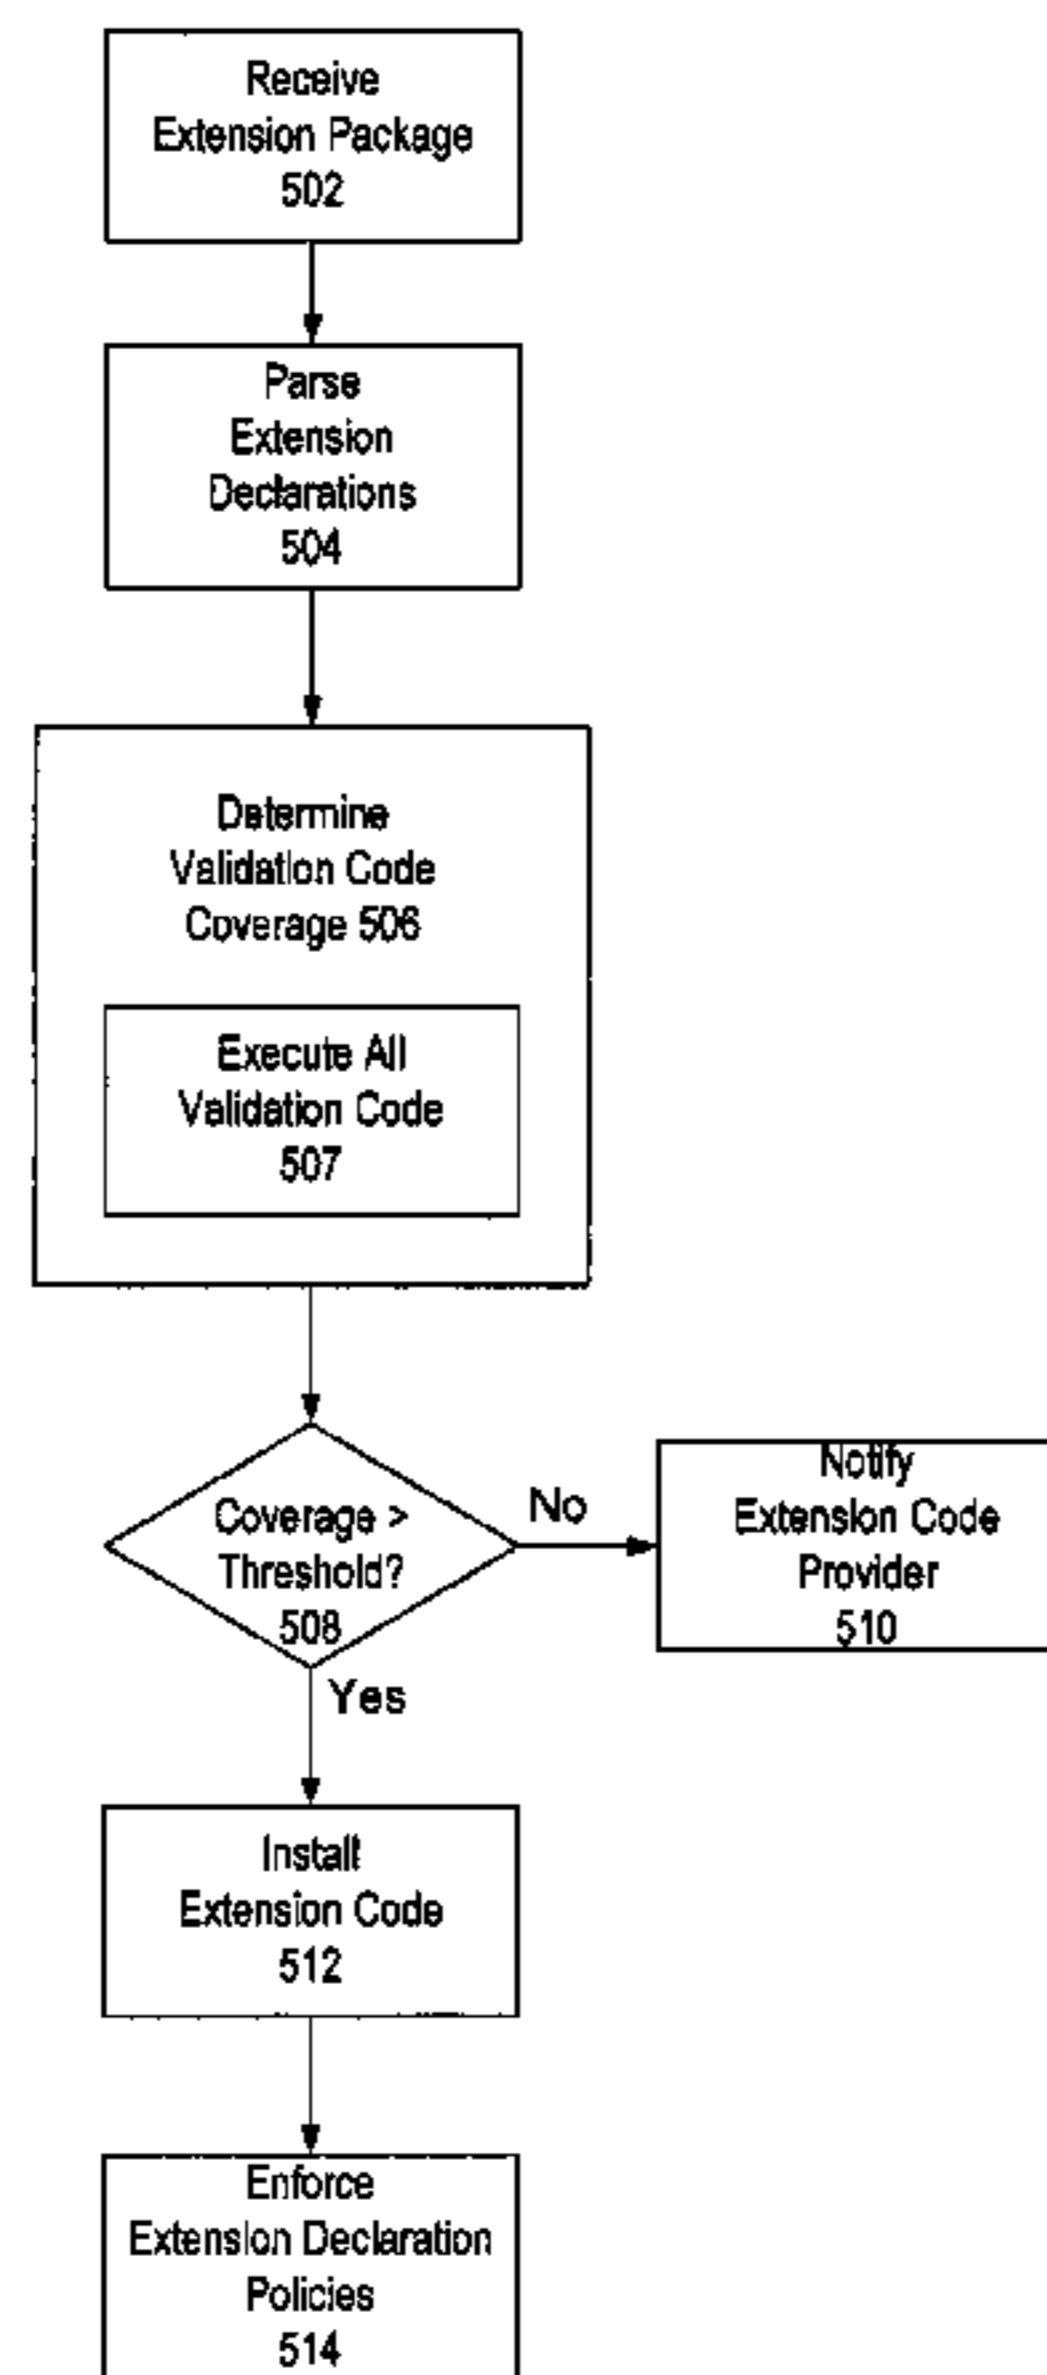 Receive
Extension Package
502
Parse
Extension
Declarations
504
Determine
Validation Code
Coverage 506
Execute All
Validation Code
507
Coverage >
Threshold?
508
No
Notify
Extension Code
Provider
510
Yes
Install
Extension Code
512
Enforce
Extension Declaration
Policies
514